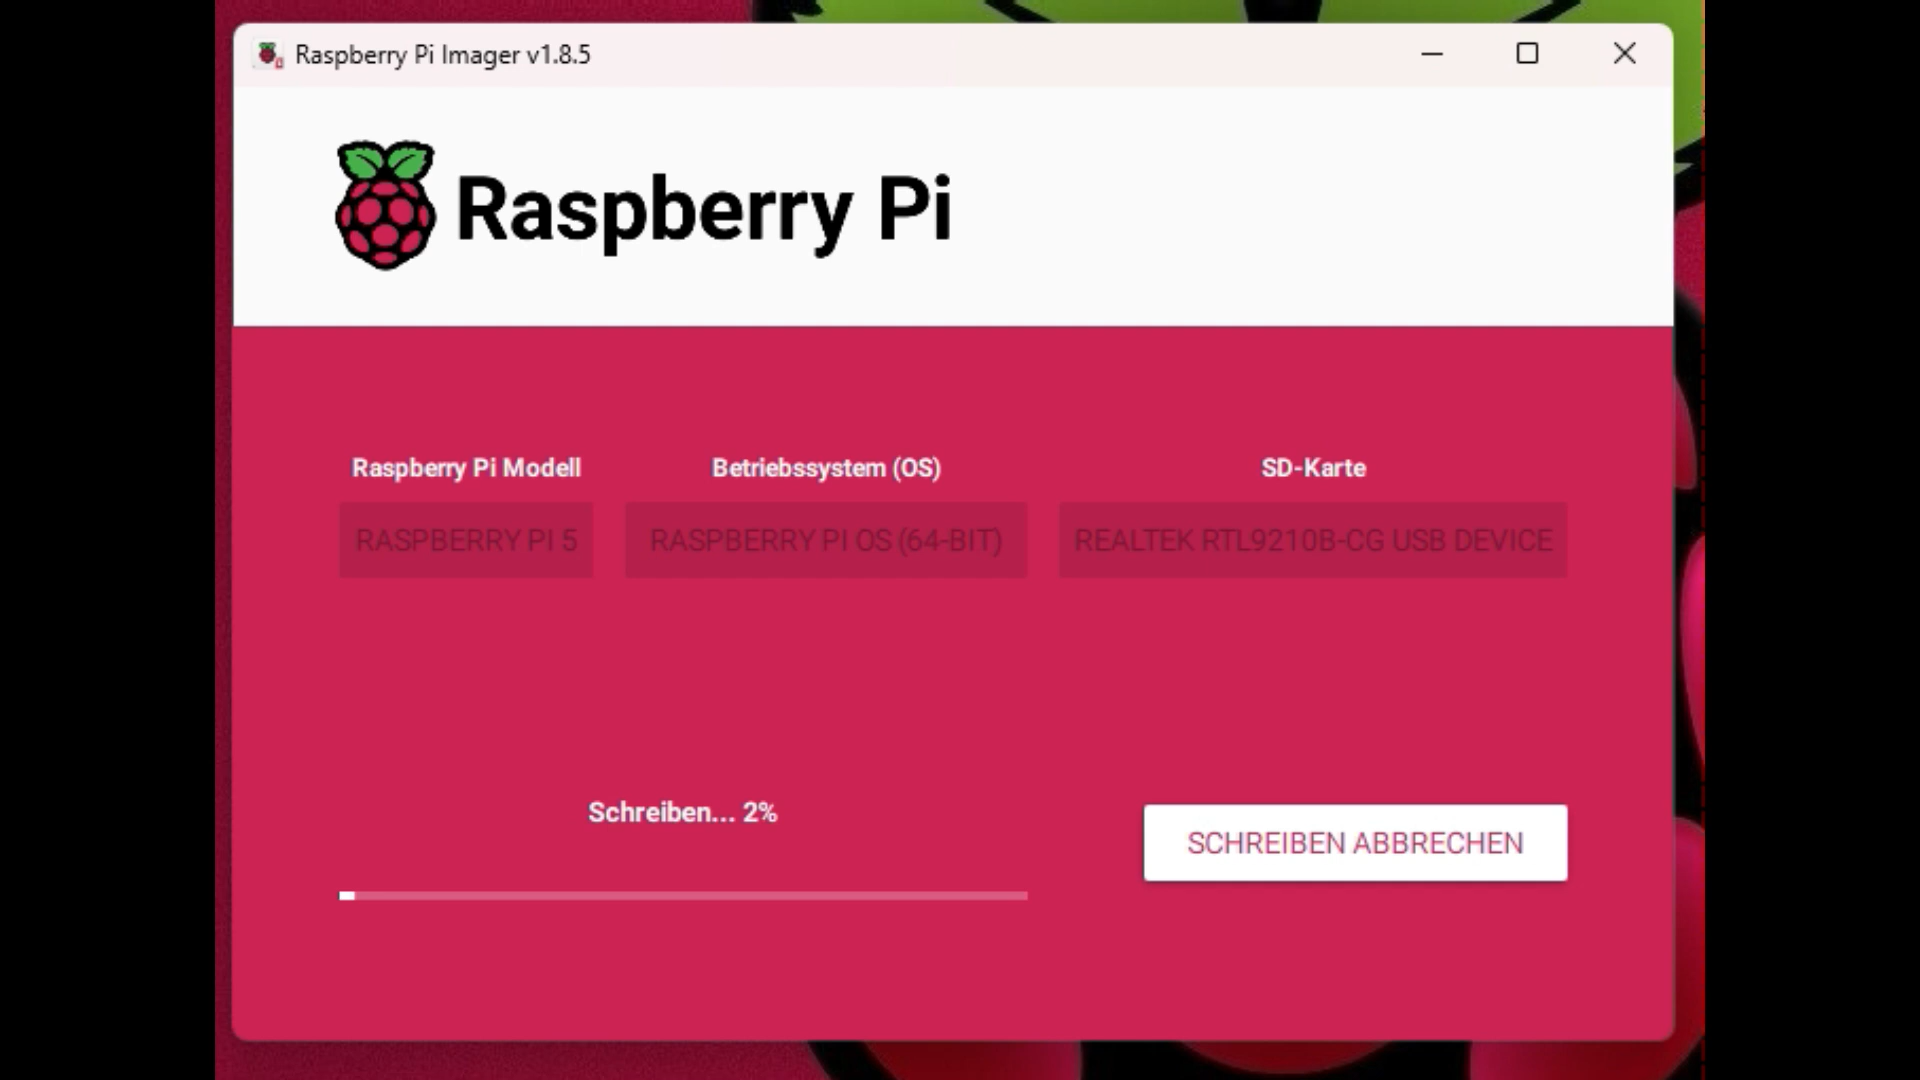 Raspberry Pi Imager v1.8.5
Raspberry Pi
Raspberry Pi Modell
Betriebssystem (OS)
SD-Karte
RASPBERRY PI 5
RASPBERRY PI OS (64-BIT)
REALTEK RTL9210B-CG USB DEVICE
Schreiben... 2%
SCHREIBEN ABBRECHEN